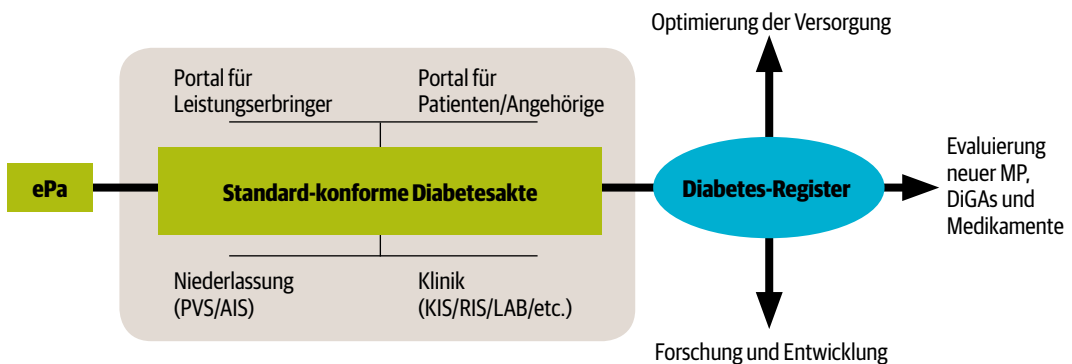 Optimierung der Versorgung
Portal für
Leistungserbringer
Portal für
Patienten/Angehörige
ePa
Standard-konforme Diabetesakte
Diabetes-Register
Evaluierung
neuer MP,
DiGAs und
Medikamente
Niederlassung
(PVS/AIS)
Klinik
(KIS/RIS/LAB/etc.)
Forschung und Entwicklung